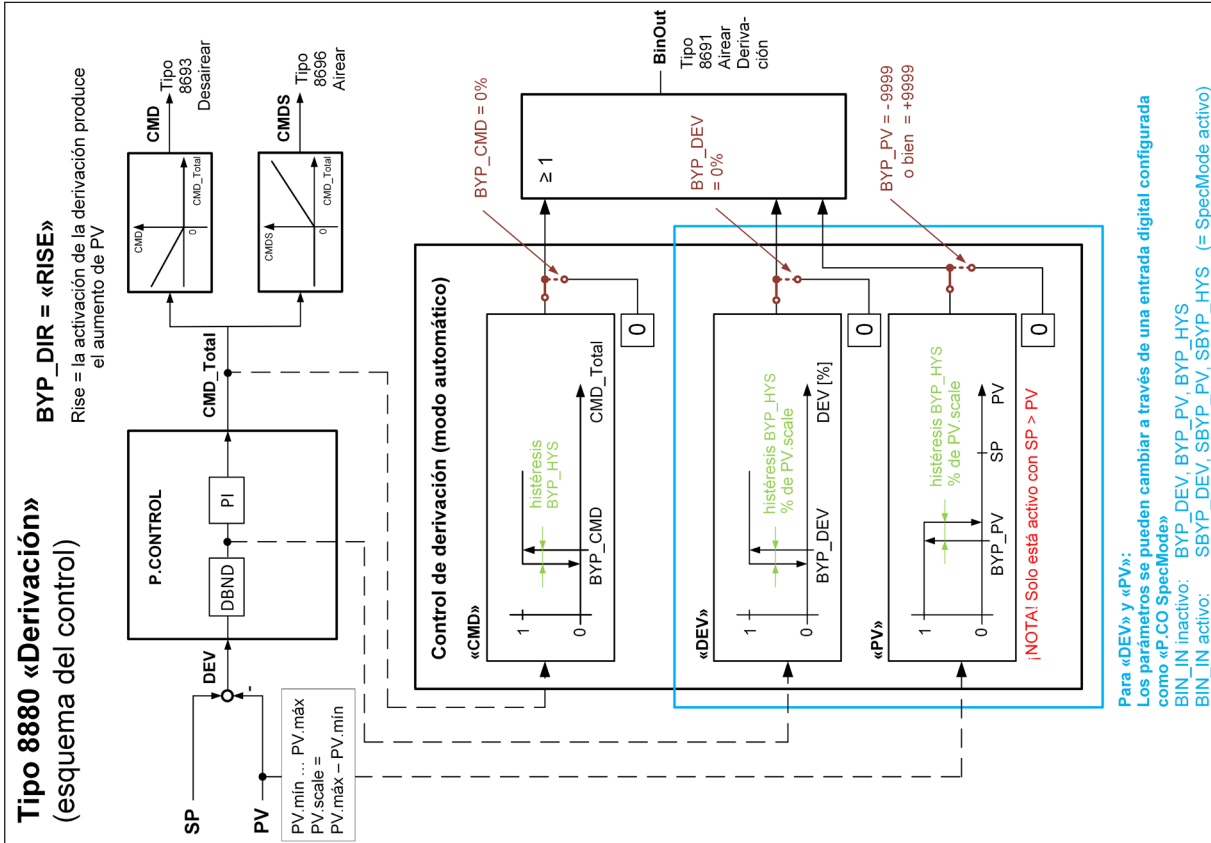 Tipo 8880 «Derivación»
(esquema del control)
BYP_DIR = «RISE»
Rise = la activación de la derivación produce
el aumento de PV
SP
PV
DEV
-
PV.mín ... PV.máx
PV.scale =
PV.máx – PV.mín
P.CONTROL
DBND
PI
CMD_Total
CMD
CMD_Total
0
CMD
Tipo
8693
Desairear
CMDS
CMD_Total
0
CMDS
Tipo
8696
Airear
Control de derivación (modo automático)
«CMD»
1
0
histéresis
BYP_HYS
BYP_CMD
CMD_Total
0
BYP_CMD = 0%
«DEV»
1
0
histéresis BYP_HYS
% de PV.scale
BYP_DEV
DEV [%]
0
BYP_DEV
= 0%
«PV»
1
0
histéresis BYP_HYS
% de PV.scale
BYP_PV
SP
PV
¡NOTA! Solo está activo con SP > PV
0
BYP_PV = - 9999
o bien = +9999
≥ 1
BinOut
Tipo
8691
Airear
Deriva-
ción
Para «DEV» y «PV»:
Los parámetros se pueden cambiar a través de una entrada digital configurada
como «P.CO SpecMode»
BIN_IN inactivo: BYP_DEV, BYP_PV, BYP_HYS
BIN_IN activo: SBYP_DEV, SBYP_PV, SBYP_HYS (= SpecMode activo)